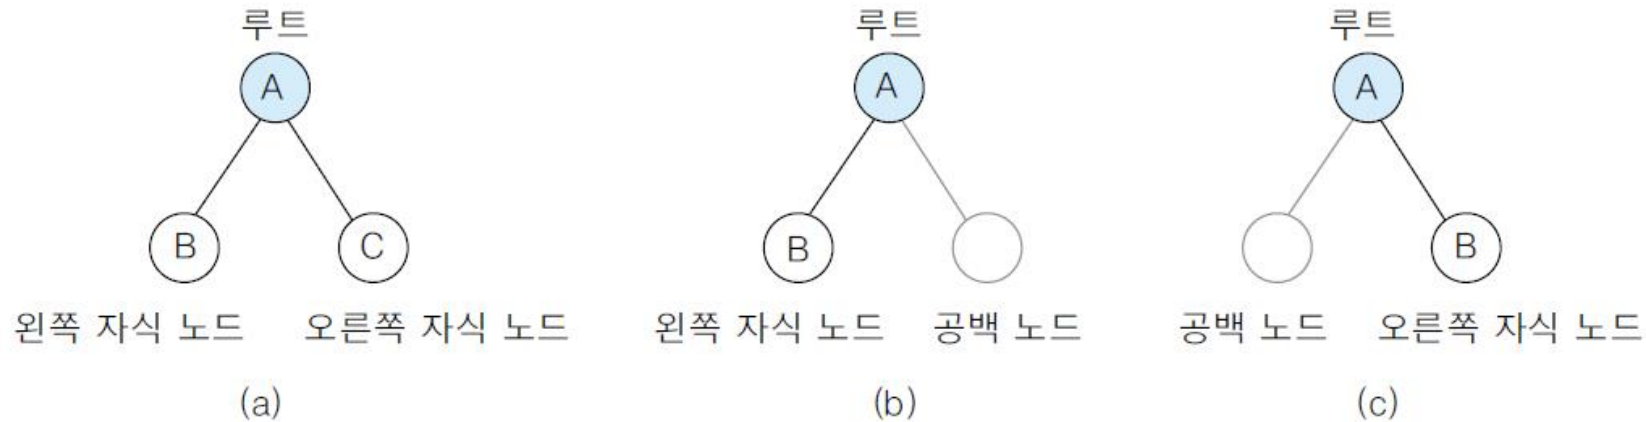 루트 루트 루트
A A A
B C B B
왼쪽 자식 노드 오른쪽 자식 노드 왼쪽 자식 노드 공백 노드 공백 노드 오른쪽 자식 노드
(a) (b) (c)